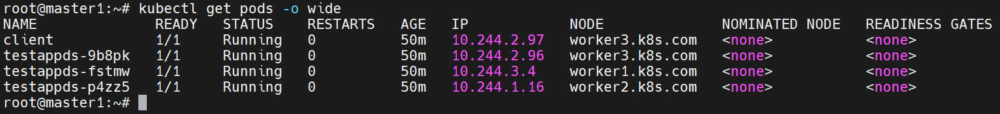 root@master1:~# kubectl get pods -o wide
NAME READY STATUS RESTARTS AGE IP NODE NOMINATED NODE READINESS GATES
client 1/1 Running 0 50m 10.244.2.97 worker3.k8s.com <none> <none>
testappds-9b8pk 1/1 Running 0 50m 10.244.2.96 worker3.k8s.com <none> <none>
testappds-fstmw 1/1 Running 0 50m 10.244.3.4 worker1.k8s.com <none> <none>
testappds-p4zz5 1/1 Running 0 50m 10.244.1.16 worker2.k8s.com <none> <none>
root@master1:~#